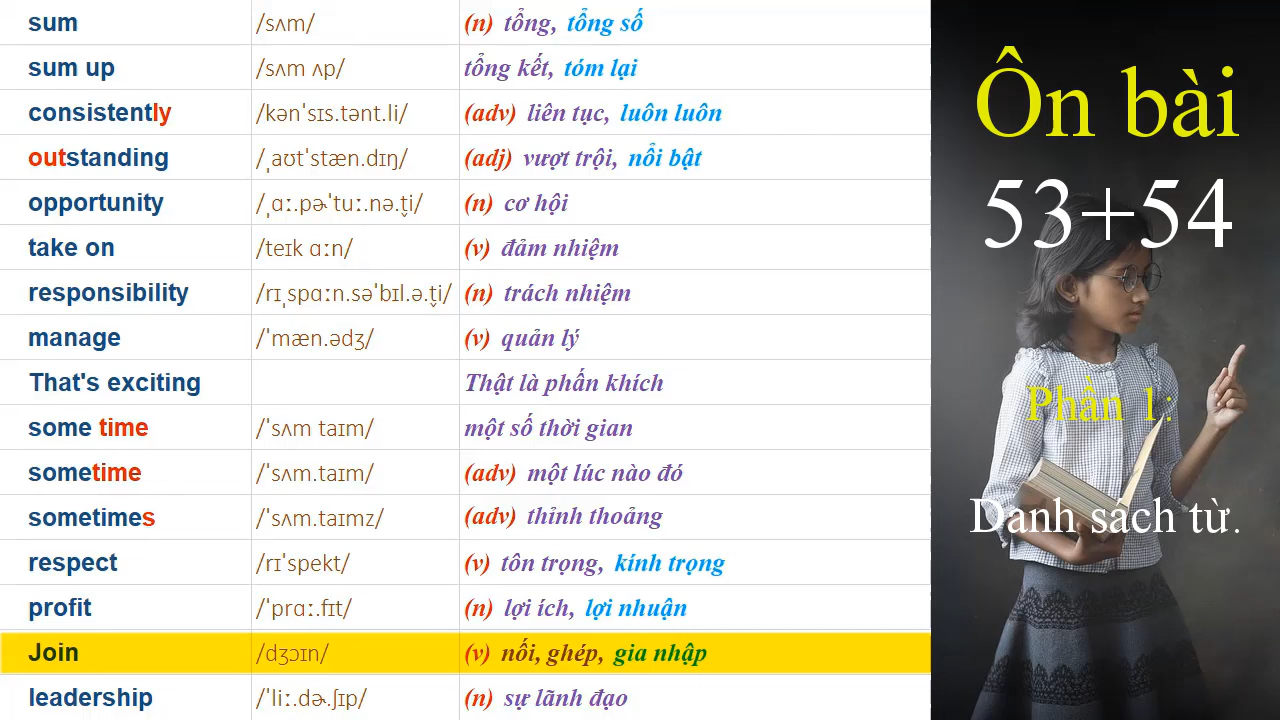 sum /sʌm/ (n) tổng, tổng số
sum up /sʌm ʌp/ tổng kết, tóm lại
consistently /kənˈsɪs.tənt.li/ (adv) liên tục, luôn luôn
outstanding /ˌaʊtˈstæn.dɪŋ/ (adj) vượt trội, nổi bật
opportunity /ˌɑː.pɚˈtuː.nə.t̬i/ (n) cơ hội
take on /teɪk ɑːn/ (v) đảm nhiệm
responsibility /rɪˌspɑːn.səˈbɪl.ə.t̬i/ (n) trách nhiệm
manage /ˈmæn.ədʒ/ (v) quản lý
That's exciting Thật là phấn khích
some time /ˈsʌm taɪm/ một số thời gian
sometime /ˈsʌm.taɪm/ (adv) một lúc nào đó
sometimes /ˈsʌm.taɪmz/ (adv) thỉnh thoảng
respect /rɪˈspekt/ (v) tôn trọng, kính trọng
profit /ˈprɑː.fɪt/ (n) lợi ích, lợi nhuận
Join /dʒɔɪn/ (v) nối, ghép, gia nhập
leadership /ˈliː.dɚ.ʃɪp/ (n) sự lãnh đạo
Ôn bài
53+54
Phần 1:
Danh sách từ.